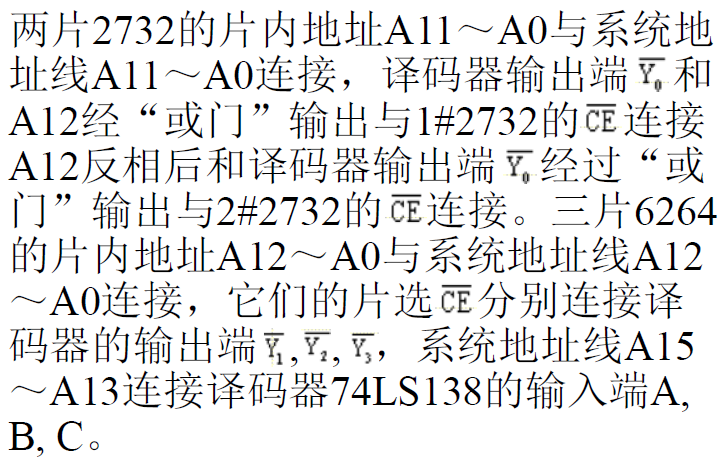 两片2732的片内地址A11～A0与系统地
址线A11～A0连接，译码器输出端 $\overline{Y_0}$ 和
A12经“或门”输出与1#2732的 $\overline{CE}$ 连接
A12反相后和译码器输出端 $\overline{Y_0}$ 经过“或
门”输出与2#2732的 $\overline{CE}$ 连接。三片6264
的片内地址A12～A0与系统地址线A12
～A0连接，它们的片选 $\overline{CE}$ 分别连接译
码器的输出端 $\overline{Y_1}$, $\overline{Y_2}$, $\overline{Y_3}$，系统地址线A15
～A13连接译码器74LS138的输入端A,
B, C。